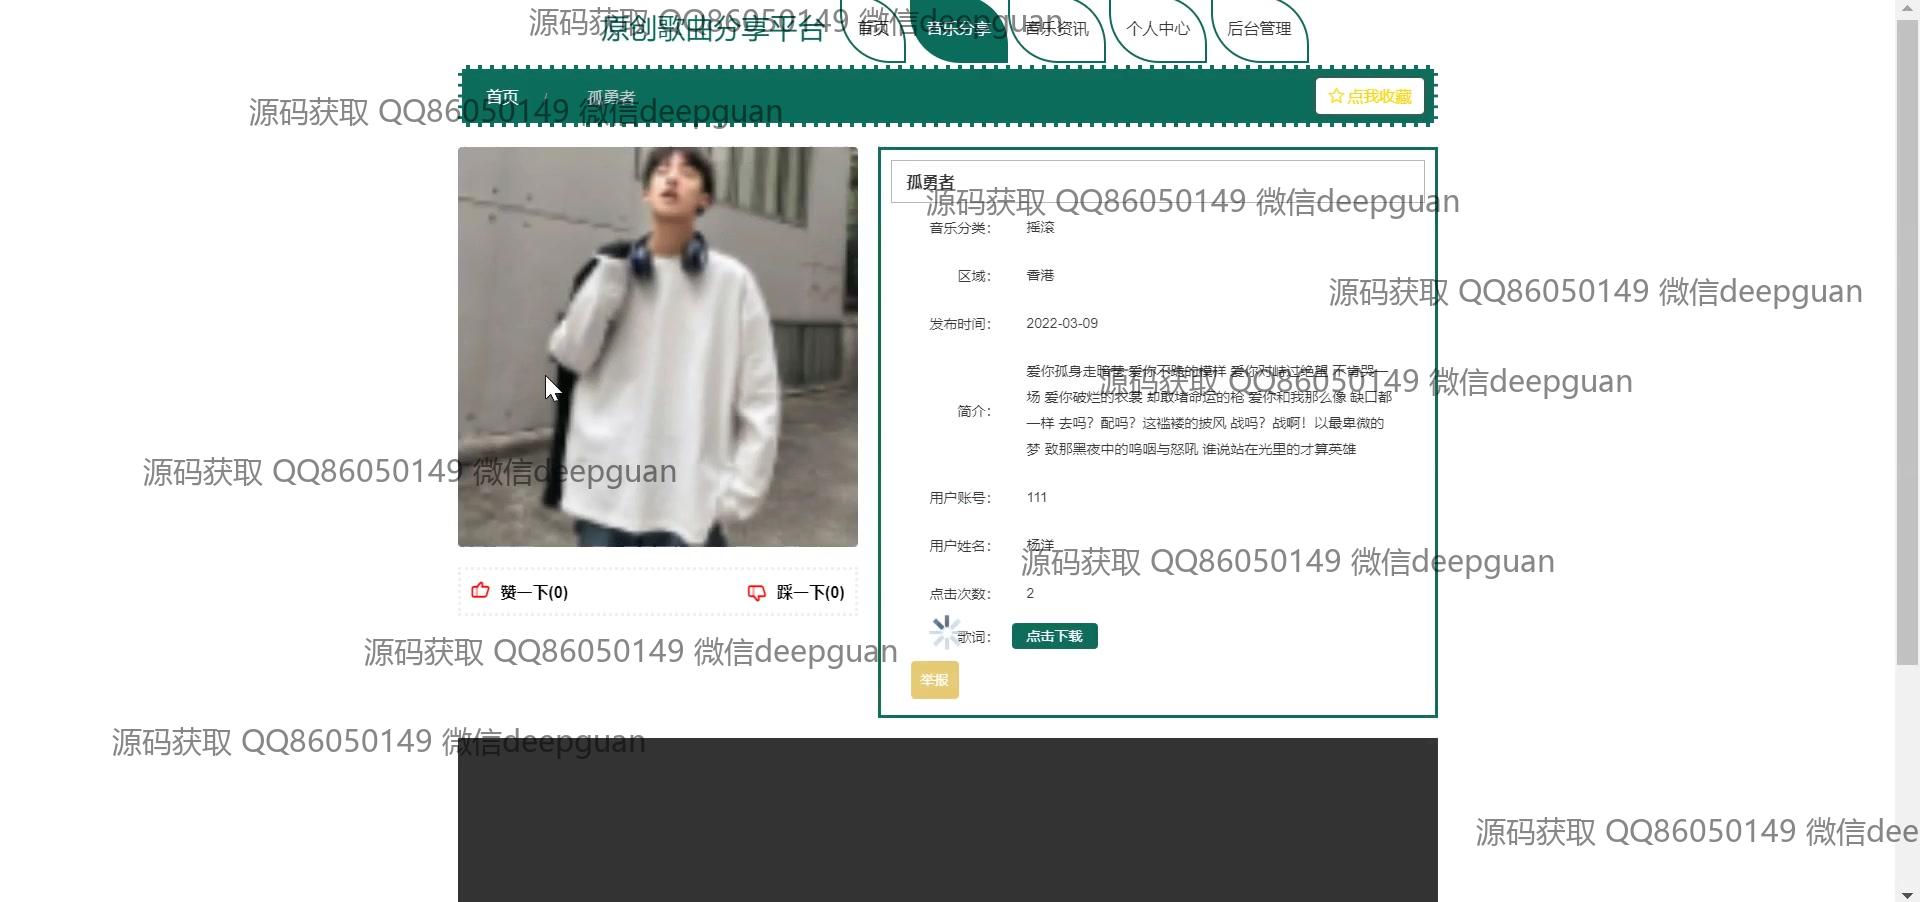 原创歌曲分享平台
首页
音乐分享
音乐资讯
个人中心
后台管理
源码获取 QQ86050149 微信deepguan
首页 / 孤勇者
点我收藏
源码获取 QQ86050149 微信deepguan
孤勇者
源码获取 QQ86050149 微信deepguan
音乐分类： 摇滚
区域： 香港
源码获取 QQ86050149 微信deepguan
发布时间： 2022-03-09
简介：
爱你孤身走暗巷 爱你不跪的模样 爱你对峙过绝望 不肯哭一
场 爱你破烂的衣裳 却敢堵命运的枪 爱你和我那么像 缺口都
一样 去吗？配吗？这褴褛的披风 战吗？战啊！以最卑微的
梦 致那黑夜中的呜咽与怒吼 谁说站在光里的才算英雄
源码获取 QQ86050149 微信deepguan
源码获取 QQ86050149 微信deepguan
用户账号： 111
用户姓名： 杨洋
源码获取 QQ86050149 微信deepguan
点击次数： 2
赞一下(0)
踩一下(0)
歌词： 点击下载
源码获取 QQ86050149 微信deepguan
举报
源码获取 QQ86050149 微信deepguan
源码获取 QQ86050149 微信dee